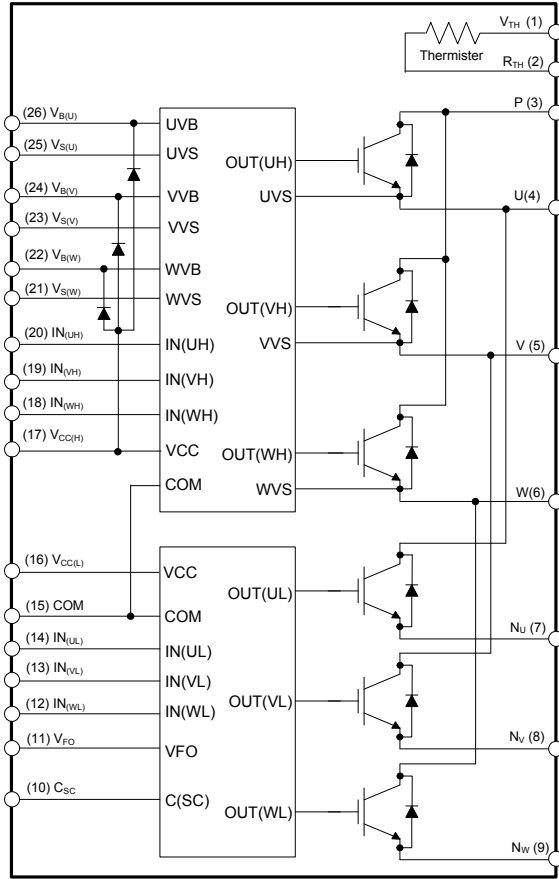 VTH (1)
Thermister
RTH (2)
P (3)
U(4)
V (5)
W(6)
NU (7)
NV (8)
NW (9)
(26) VB(U)
(25) VS(U)
(24) VB(V)
(23) VS(V)
(22) VB(W)
(21) VS(W)
(20) IN(UH)
(19) IN(VH)
(18) IN(WH)
(17) VCC(H)
(16) VCC(L)
(15) COM
(14) IN(UL)
(13) IN(VL)
(12) IN(WL)
(11) VFO
(10) CSC
UVB
UVS
VVB
VVS
WVB
WVS
IN(UH)
IN(VH)
IN(WH)
VCC
COM
OUT(UH)
UVS
OUT(VH)
VVS
OUT(WH)
WVS
VCC
COM
IN(UL)
IN(VL)
IN(WL)
VFO
C(SC)
OUT(UL)
OUT(VL)
OUT(WL)